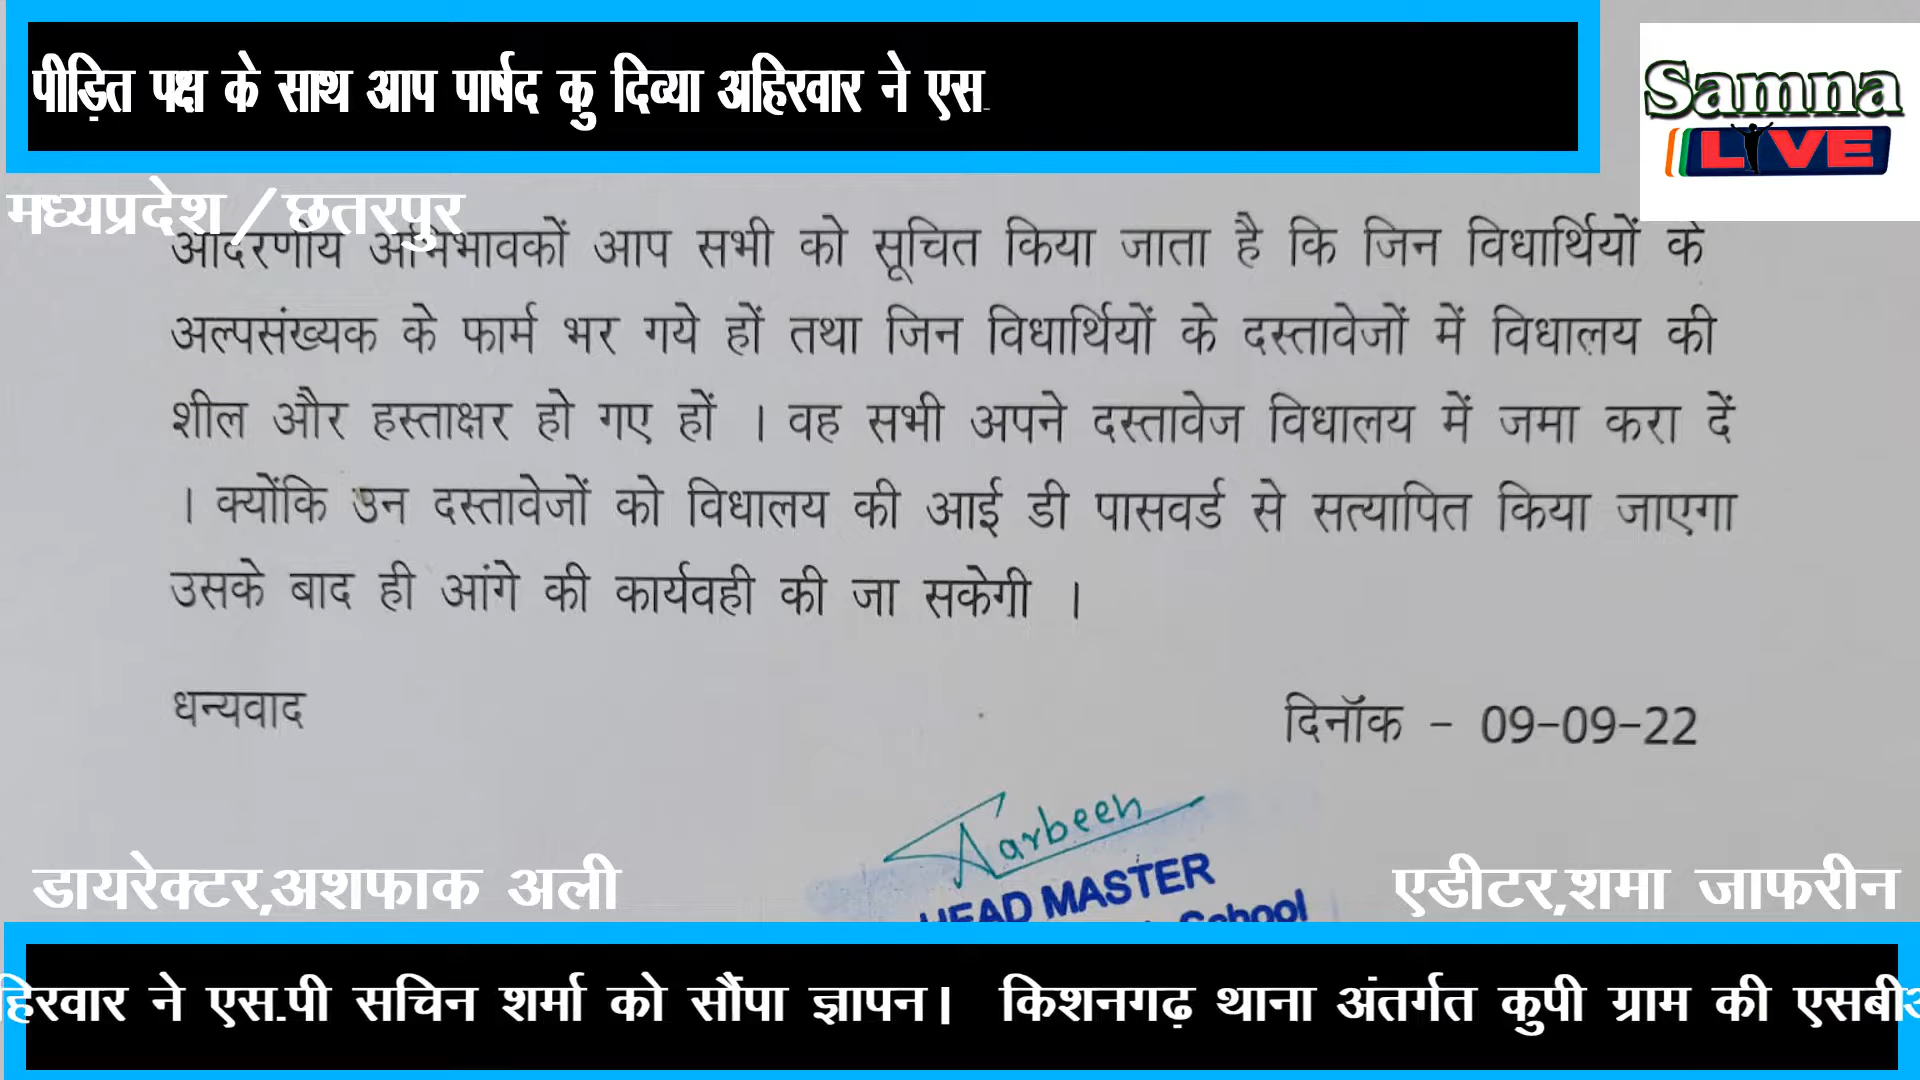 पीड़ित पक्ष के साथ आप पार्षद कु दिव्या अहिरवार ने एस
Samna
LIVE
मध्यप्रदेश/छतरपुर
आदरणीय अभिभावकों आप सभी को सूचित किया जाता है कि जिन विधार्थियों के
अल्पसंख्यक के फार्म भर गये हों तथा जिन विधार्थियों के दस्तावेजों में विधालय की
शील और हस्ताक्षर हो गए हों । वह सभी अपने दस्तावेज विधालय में जमा करा दें
। क्योंकि उन दस्तावेजों को विधालय की आई डी पासवर्ड से सत्यापित किया जाएगा
उसके बाद ही आंगे की कार्यवही की जा सकेगी ।
धन्यवाद
दिनॉक - 09-09-22
Tarbeen
HEAD MASTER
School
डायरेक्टर,अशफाक अली
एडीटर,शमा जाफरीन
हिरवार ने एस.पी सचिन शर्मा को सौंपा ज्ञापन। किशनगढ़ थाना अंतर्गत कुपी ग्राम की एसबीअ